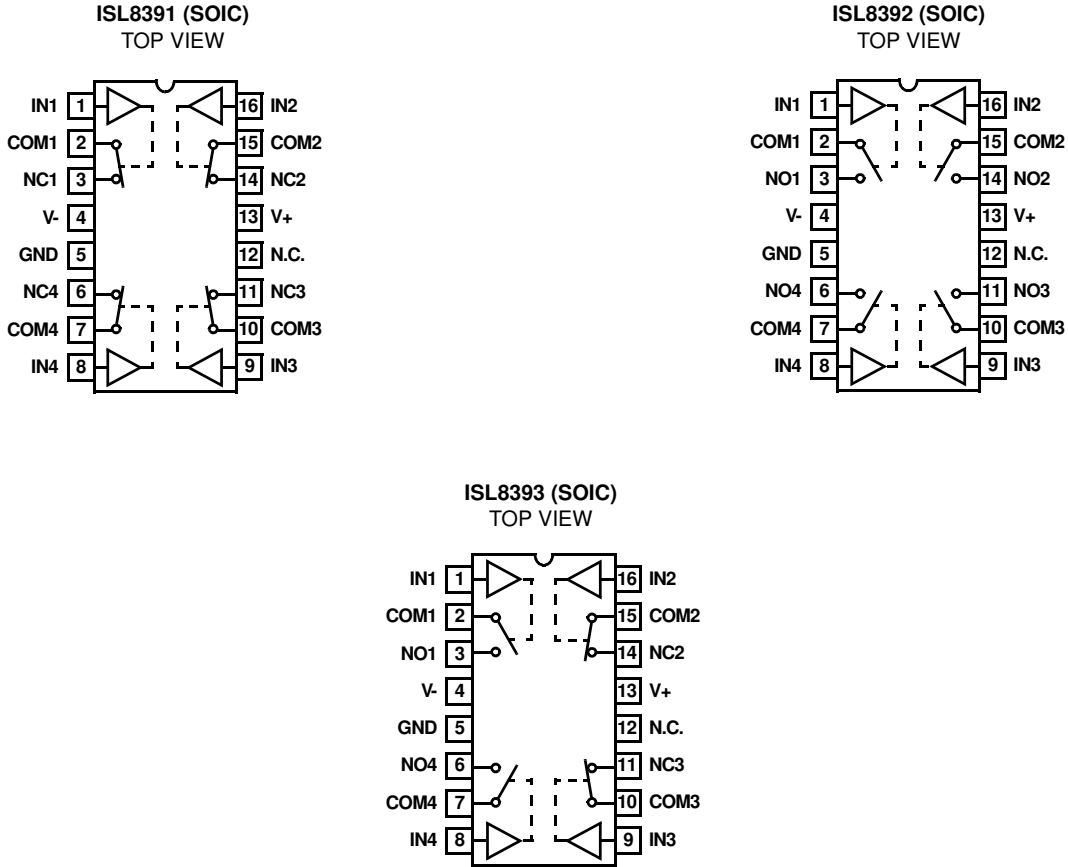 ISL8391 (SOIC)
TOP VIEW
IN1 1 16 IN2
COM1 2 15 COM2
NC1 3 14 NC2
V- 4 13 V+
GND 5 12 N.C.
NC4 6 11 NC3
COM4 7 10 COM3
IN4 8 9 IN3
ISL8392 (SOIC)
TOP VIEW
IN1 1 16 IN2
COM1 2 15 COM2
NO1 3 14 NO2
V- 4 13 V+
GND 5 12 N.C.
NO4 6 11 NO3
COM4 7 10 COM3
IN4 8 9 IN3
ISL8393 (SOIC)
TOP VIEW
IN1 1 16 IN2
COM1 2 15 COM2
NO1 3 14 NC2
V- 4 13 V+
GND 5 12 N.C.
NO4 6 11 NC3
COM4 7 10 COM3
IN4 8 9 IN3